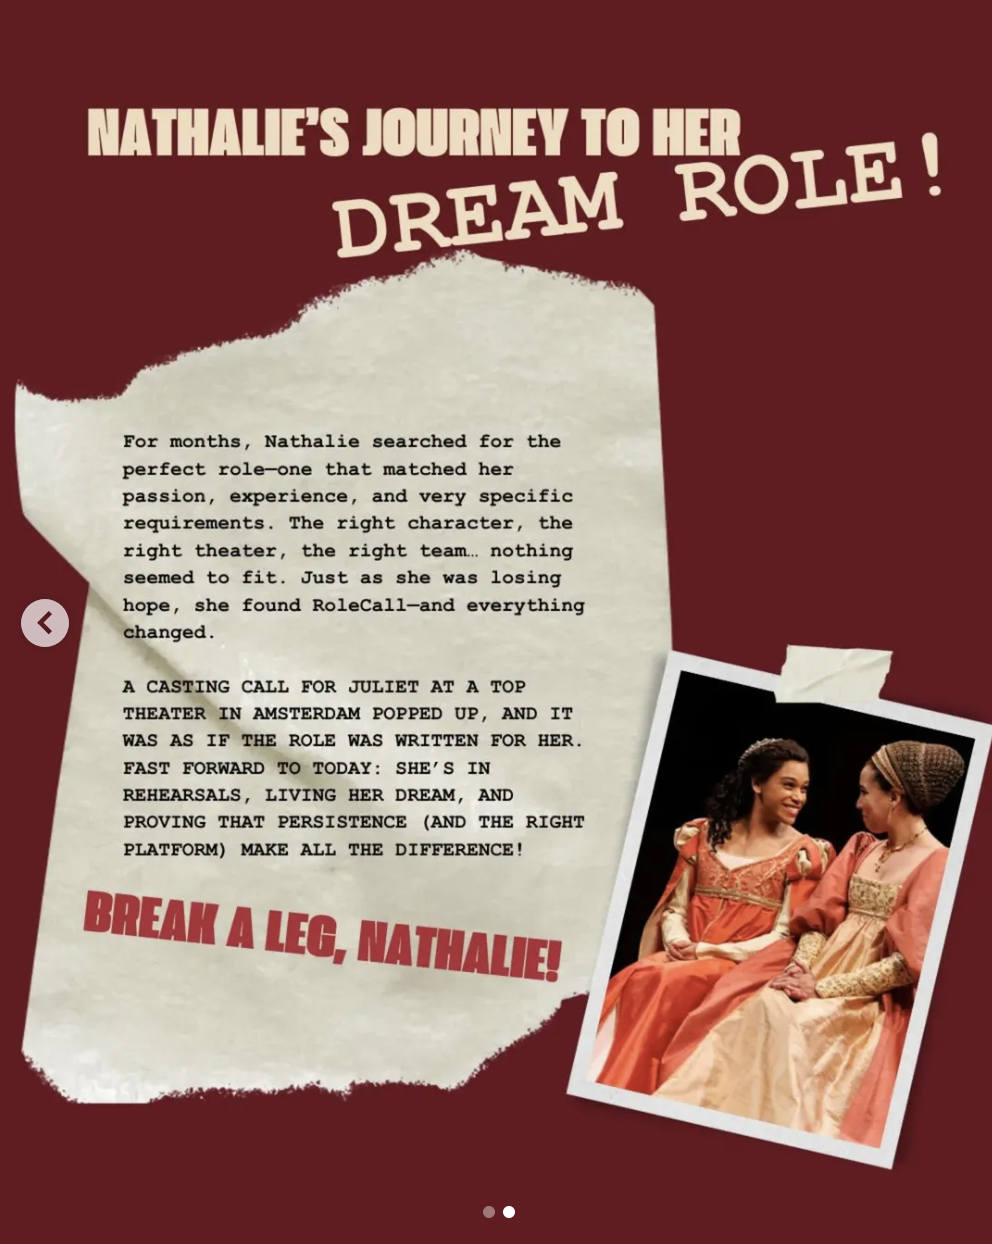 NATHALIE'S JOURNEY TO HER
DREAM ROLE!
For months, Nathalie searched for the
perfect role—one that matched her
passion, experience, and very specific
requirements. The right character, the
right theater, the right team… nothing
seemed to fit. Just as she was losing
hope, she found RoleCall—and everything
changed.
A CASTING CALL FOR JULIET AT A TOP
THEATER IN AMSTERDAM POPPED UP, AND IT
WAS AS IF THE ROLE WAS WRITTEN FOR HER.
FAST FORWARD TO TODAY: SHE'S IN
REHEARSALS, LIVING HER DREAM, AND
PROVING THAT PERSISTENCE (AND THE RIGHT
PLATFORM) MAKE ALL THE DIFFERENCE!
BREAK A LEG, NATHALIE!